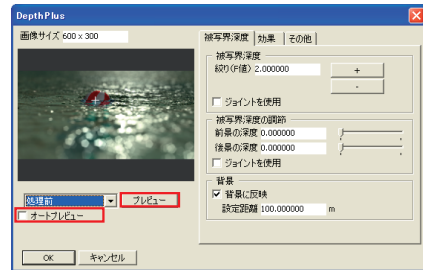 DepthPlus
画像サイズ 600 x 300
処理前
プレビュー
オートプレビュー
OK
キャンセル
被写界深度
効果
その他
被写界深度
絞り(F値) 2.000000
+
-
ジョイントを使用
被写界深度の調節
前景の深度 0.000000
後景の深度 0.000000
ジョイントを使用
背景
背景に反映
設定距離 100.000000 m